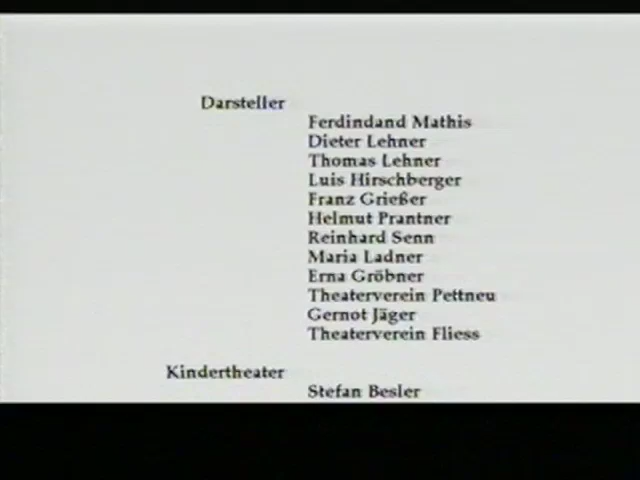 Darsteller
Ferdindand Mathis
Dieter Lehner
Thomas Lehner
Luis Hirschberger
Franz Grießer
Helmut Prantner
Reinhard Senn
Maria Ladner
Erna Gröbner
Theaterverein Pettneu
Gernot Jäger
Theaterverein Fliess
Kindertheater
Stefan Besler